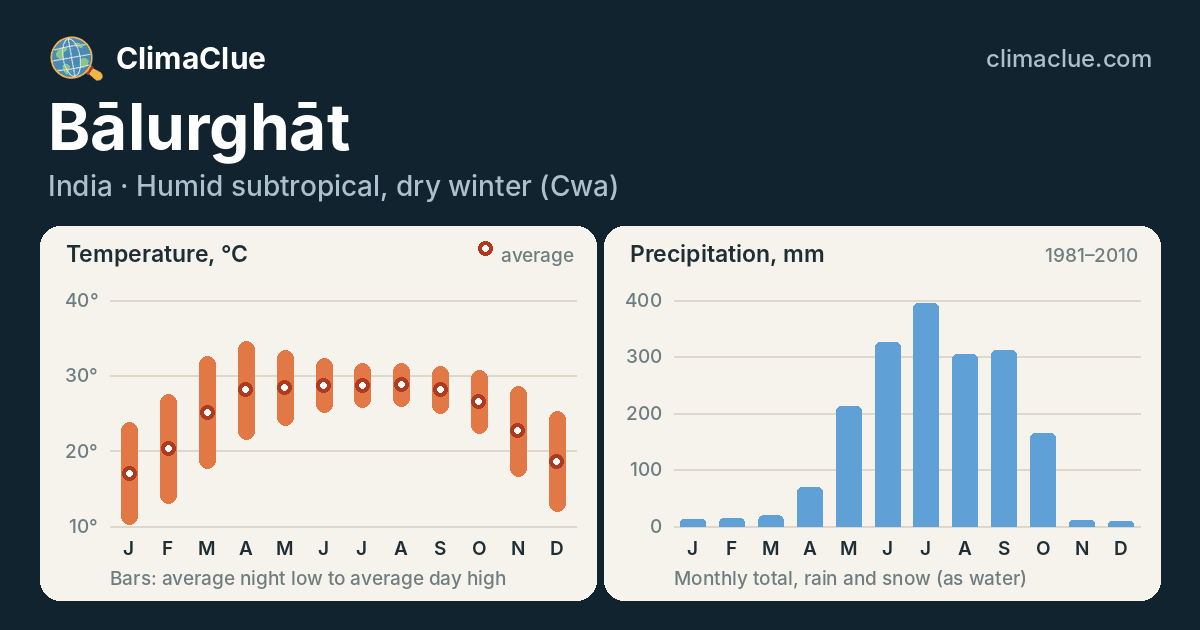 ClimaClue
climaclue.com
Bālurghāt
India · Humid subtropical, dry winter (Cwa)
Temperature, °C
average
40°
30°
20°
10°
J F M A M J J A S O N D
Bars: average night low to average day high
Precipitation, mm
1981–2010
400
300
200
100
0
J F M A M J J A S O N D
Monthly total, rain and snow (as water)